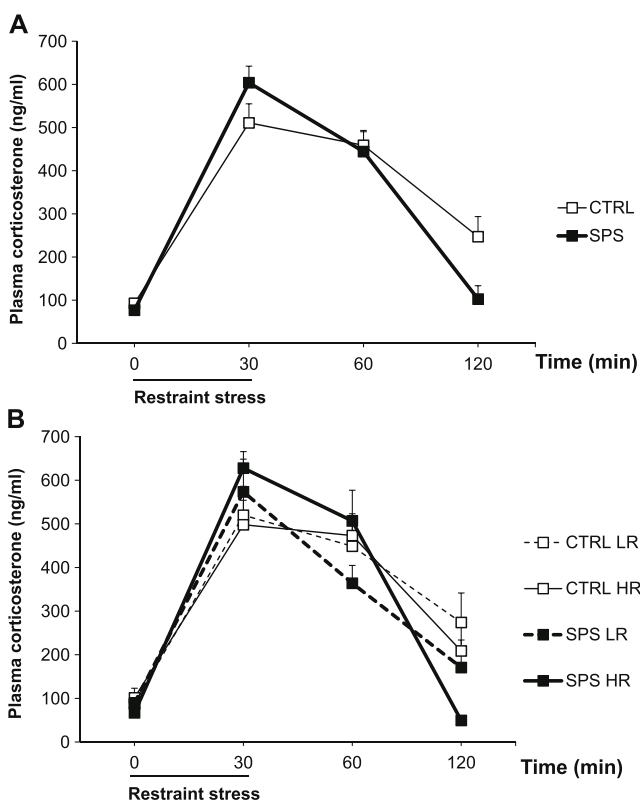 A
Plasma corticosterone (ng/ml)
700
600
500
400
300
200
100
0
0 30 60 120 Time (min)
Restraint stress
CTRL
SPS
B
Plasma corticosterone (ng/ml)
700
600
500
400
300
200
100
0
0 30 60 120 Time (min)
Restraint stress
CTRL LR
CTRL HR
SPS LR
SPS HR